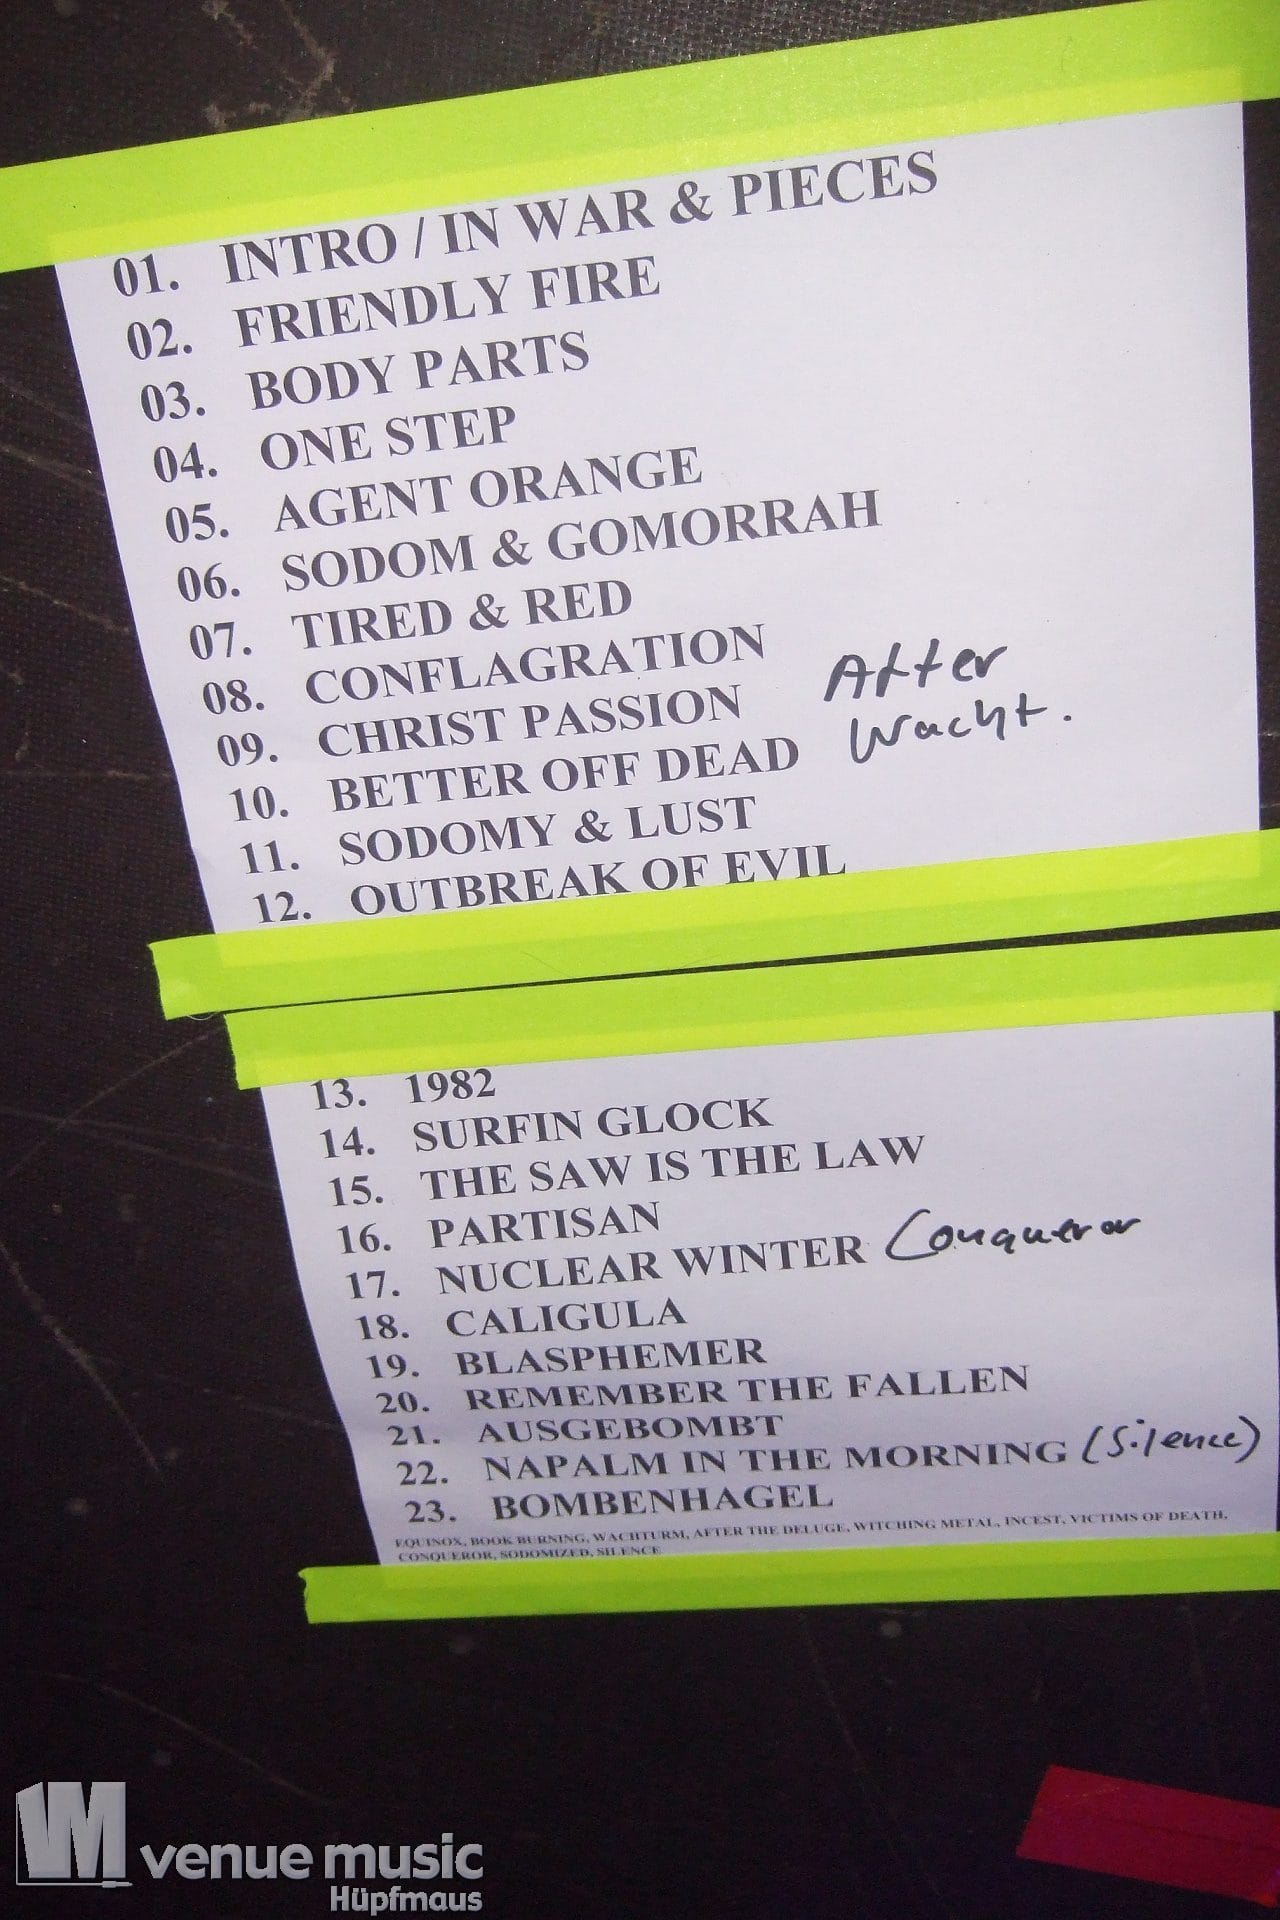 01. INTRO / IN WAR & PIECES
02. FRIENDLY FIRE
03. BODY PARTS
04. ONE STEP
05. AGENT ORANGE
06. SODOM & GOMORRAH
07. TIRED & RED
08. CONFLAGRATION
09. CHRIST PASSION After
10. BETTER OFF DEAD Wacht.
11. SODOMY & LUST
12. OUTBREAK OF EVIL
13. 1982
14. SURFIN GLOCK
15. THE SAW IS THE LAW
16. PARTISAN
17. NUCLEAR WINTER Conqueror
18. CALIGULA
19. BLASPHEMER
20. REMEMBER THE FALLEN
21. AUSGEBOMBT
22. NAPALM IN THE MORNING (Silence)
23. BOMBENHAGEL
EQUINOX, BOOK BURNING, WACHTURM, AFTER THE DELUGE, WITCHING METAL, INCEST, VICTIMS OF DEATH,
CONQUEROR, SODOMIZED, SILENCE
VM venue music
Hüpfmaus